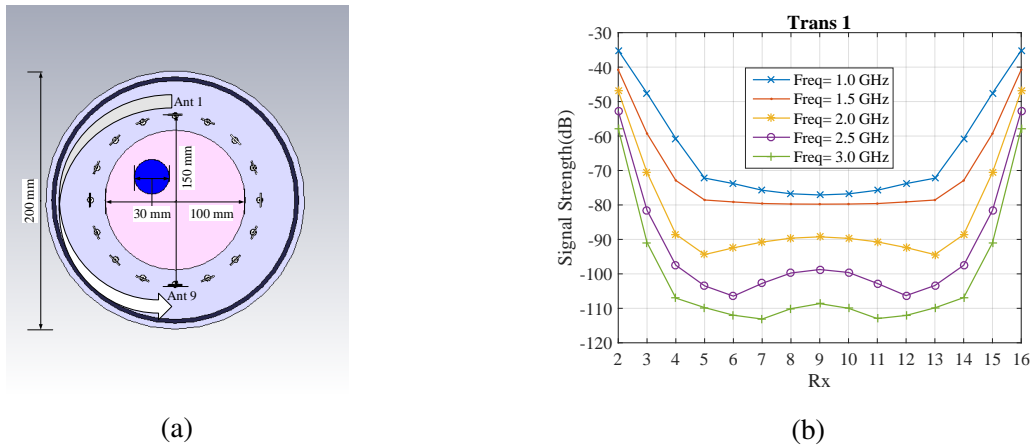 Ant 1
200 mm
150 mm
30 mm
100 mm
Ant 9
(a)
Trans 1
Signal Strength(dB)
-30
-40
-50
-60
-70
-80
-90
-100
-110
-120
Freq= 1.0 GHz
Freq= 1.5 GHz
Freq= 2.0 GHz
Freq= 2.5 GHz
Freq= 3.0 GHz
2 3 4 5 6 7 8 9 10 11 12 13 14 15 16
Rx
(b)